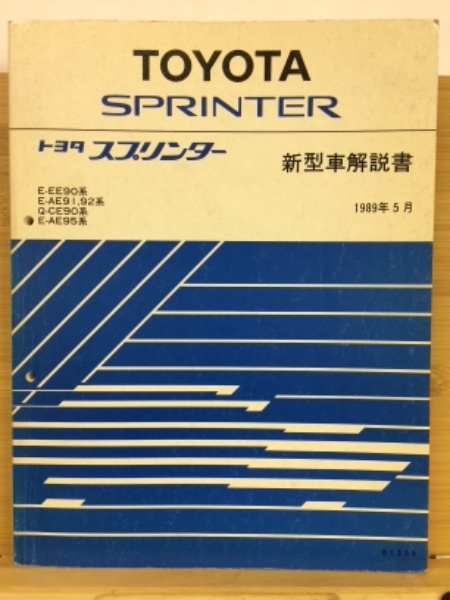 TOYOTA
SPRINTER
トヨタ スプリンター
新型車解説書
E-EE90系
E-AE91,92系
Q-CE90系
E-AE95系
1989年5月